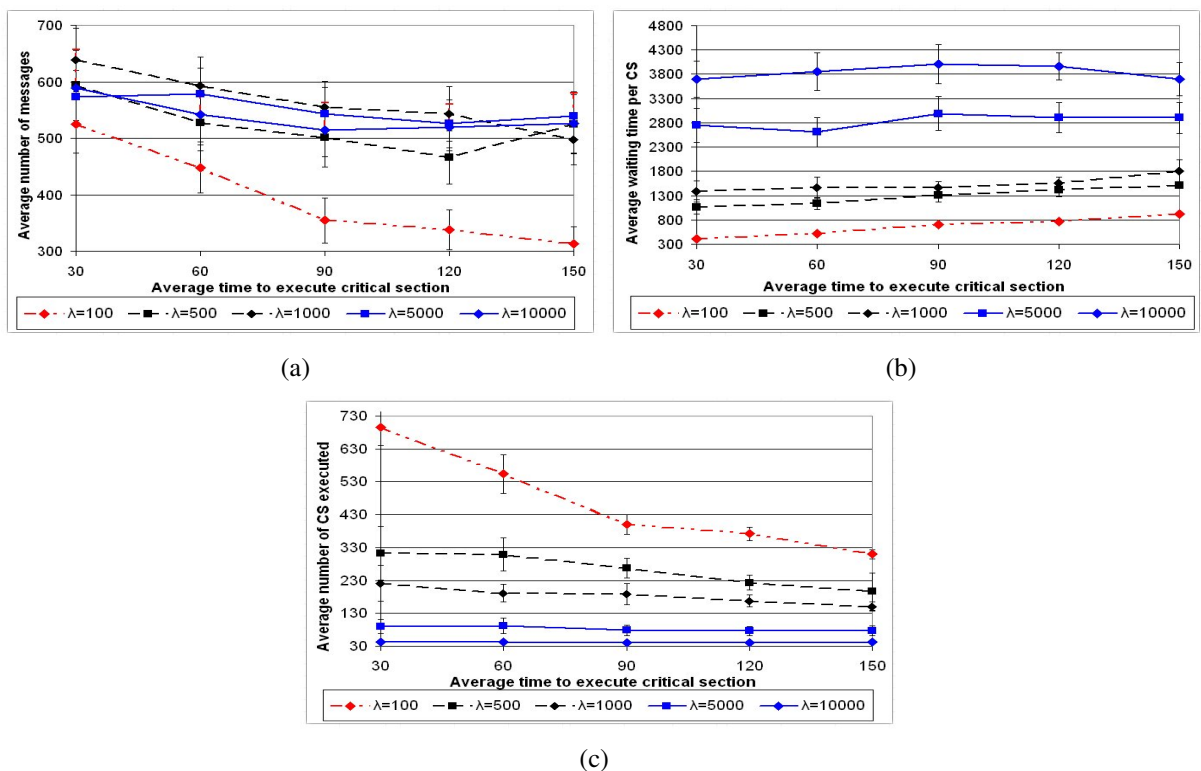 700
600
500
400
300
Average number of messages
30 60 90 120 150
Average time to execute critical section
λ=100 λ=500 λ=1000 λ=5000 λ=10000
(a)
4800
4300
3800
3300
2800
2300
1800
1300
800
300
Average waiting time per CS
30 60 90 120 150
Average time to execute critical section
λ=100 λ=500 λ=1000 λ=5000 λ=10000
(b)
730
630
530
430
330
230
130
30
Average number of CS executed
30 60 90 120 150
Average time to execute critical section
λ=100 λ=500 λ=1000 λ=5000 λ=10000
(c)